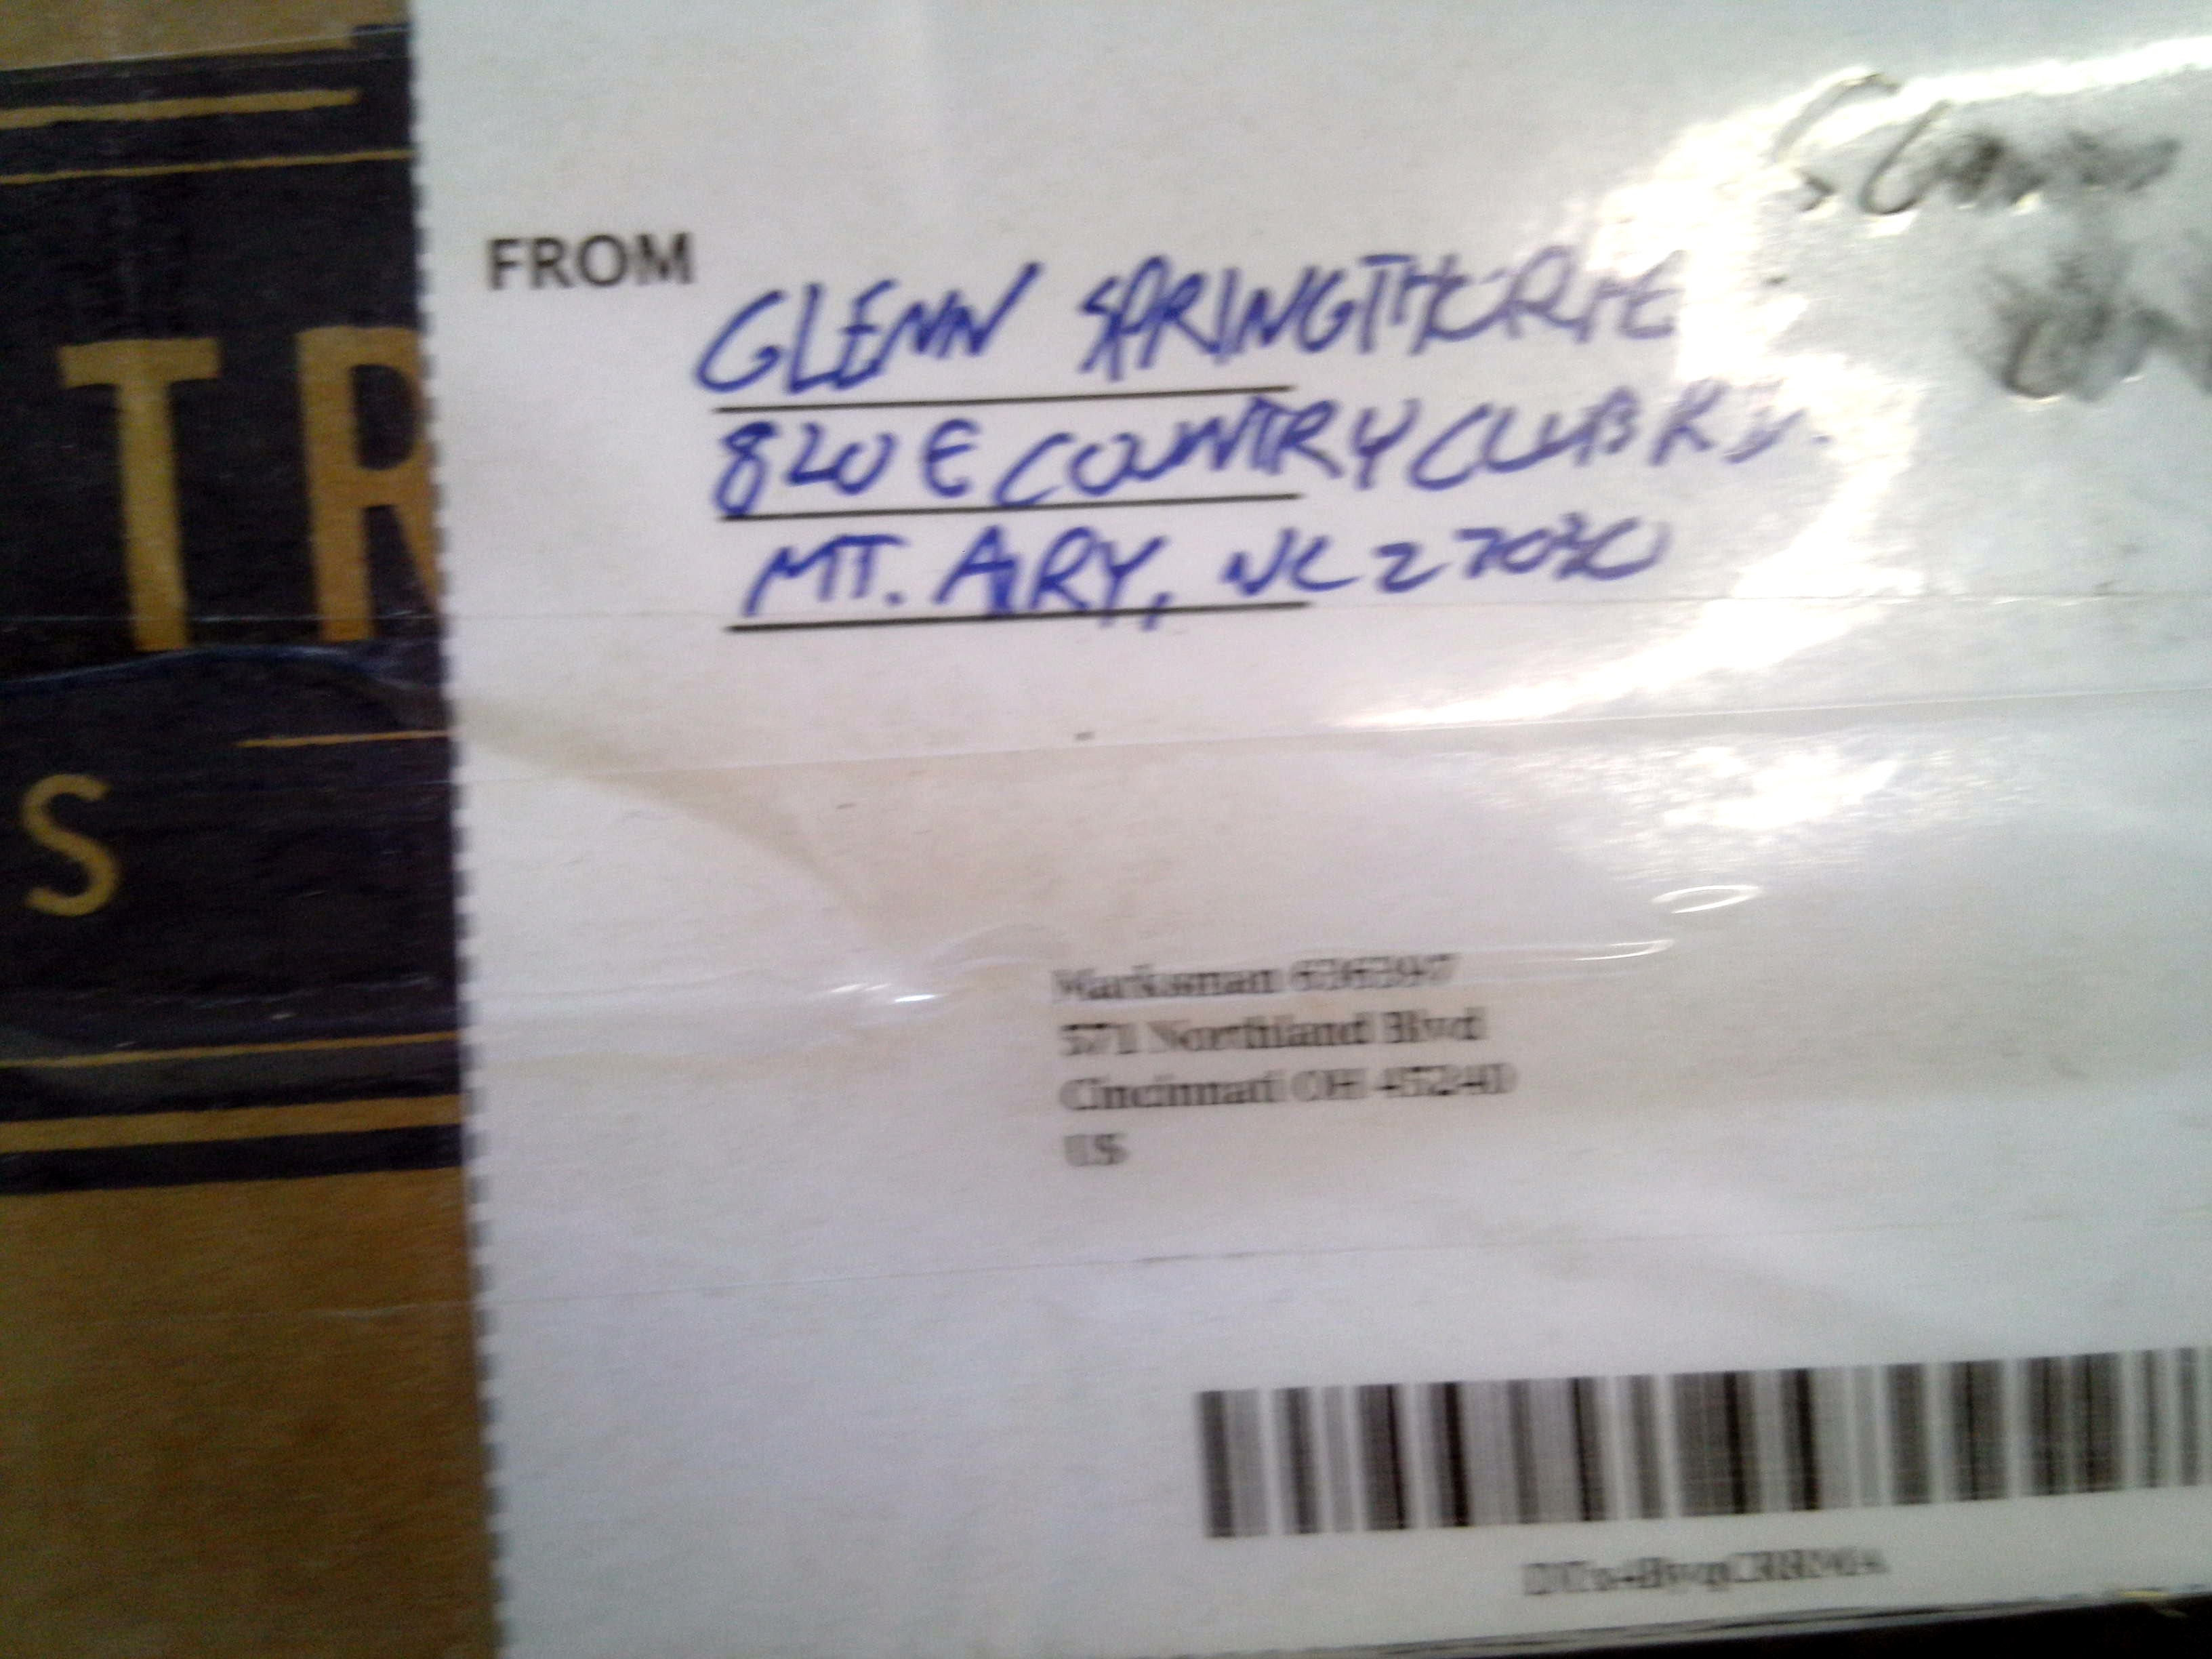 TR
S
FROM
GLENN SPRINGTHORPE
820 E COUNTRY CLUB RD.
MT. AIRY, NC 27030
Marksman
571 Northland Blvd
Cincinnati OH 45240
US